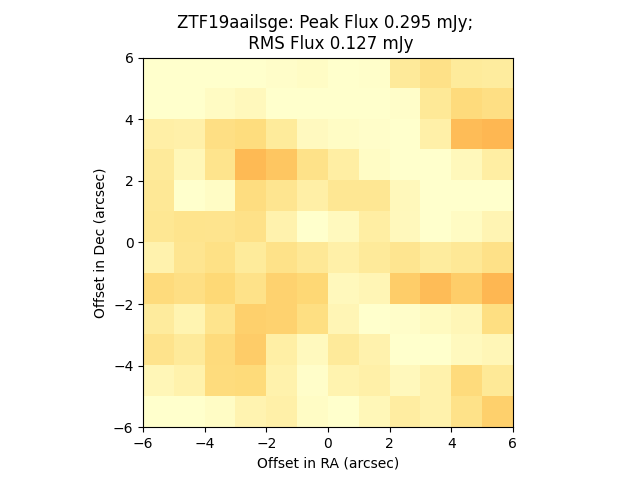 ZTF19aailsge: Peak Flux 0.295 mJy;
RMS Flux 0.127 mJy
6
4
2
0
−2
−4
−6
Offset in Dec (arcsec)
−6 −4 −2 0 2 4 6
Offset in RA (arcsec)